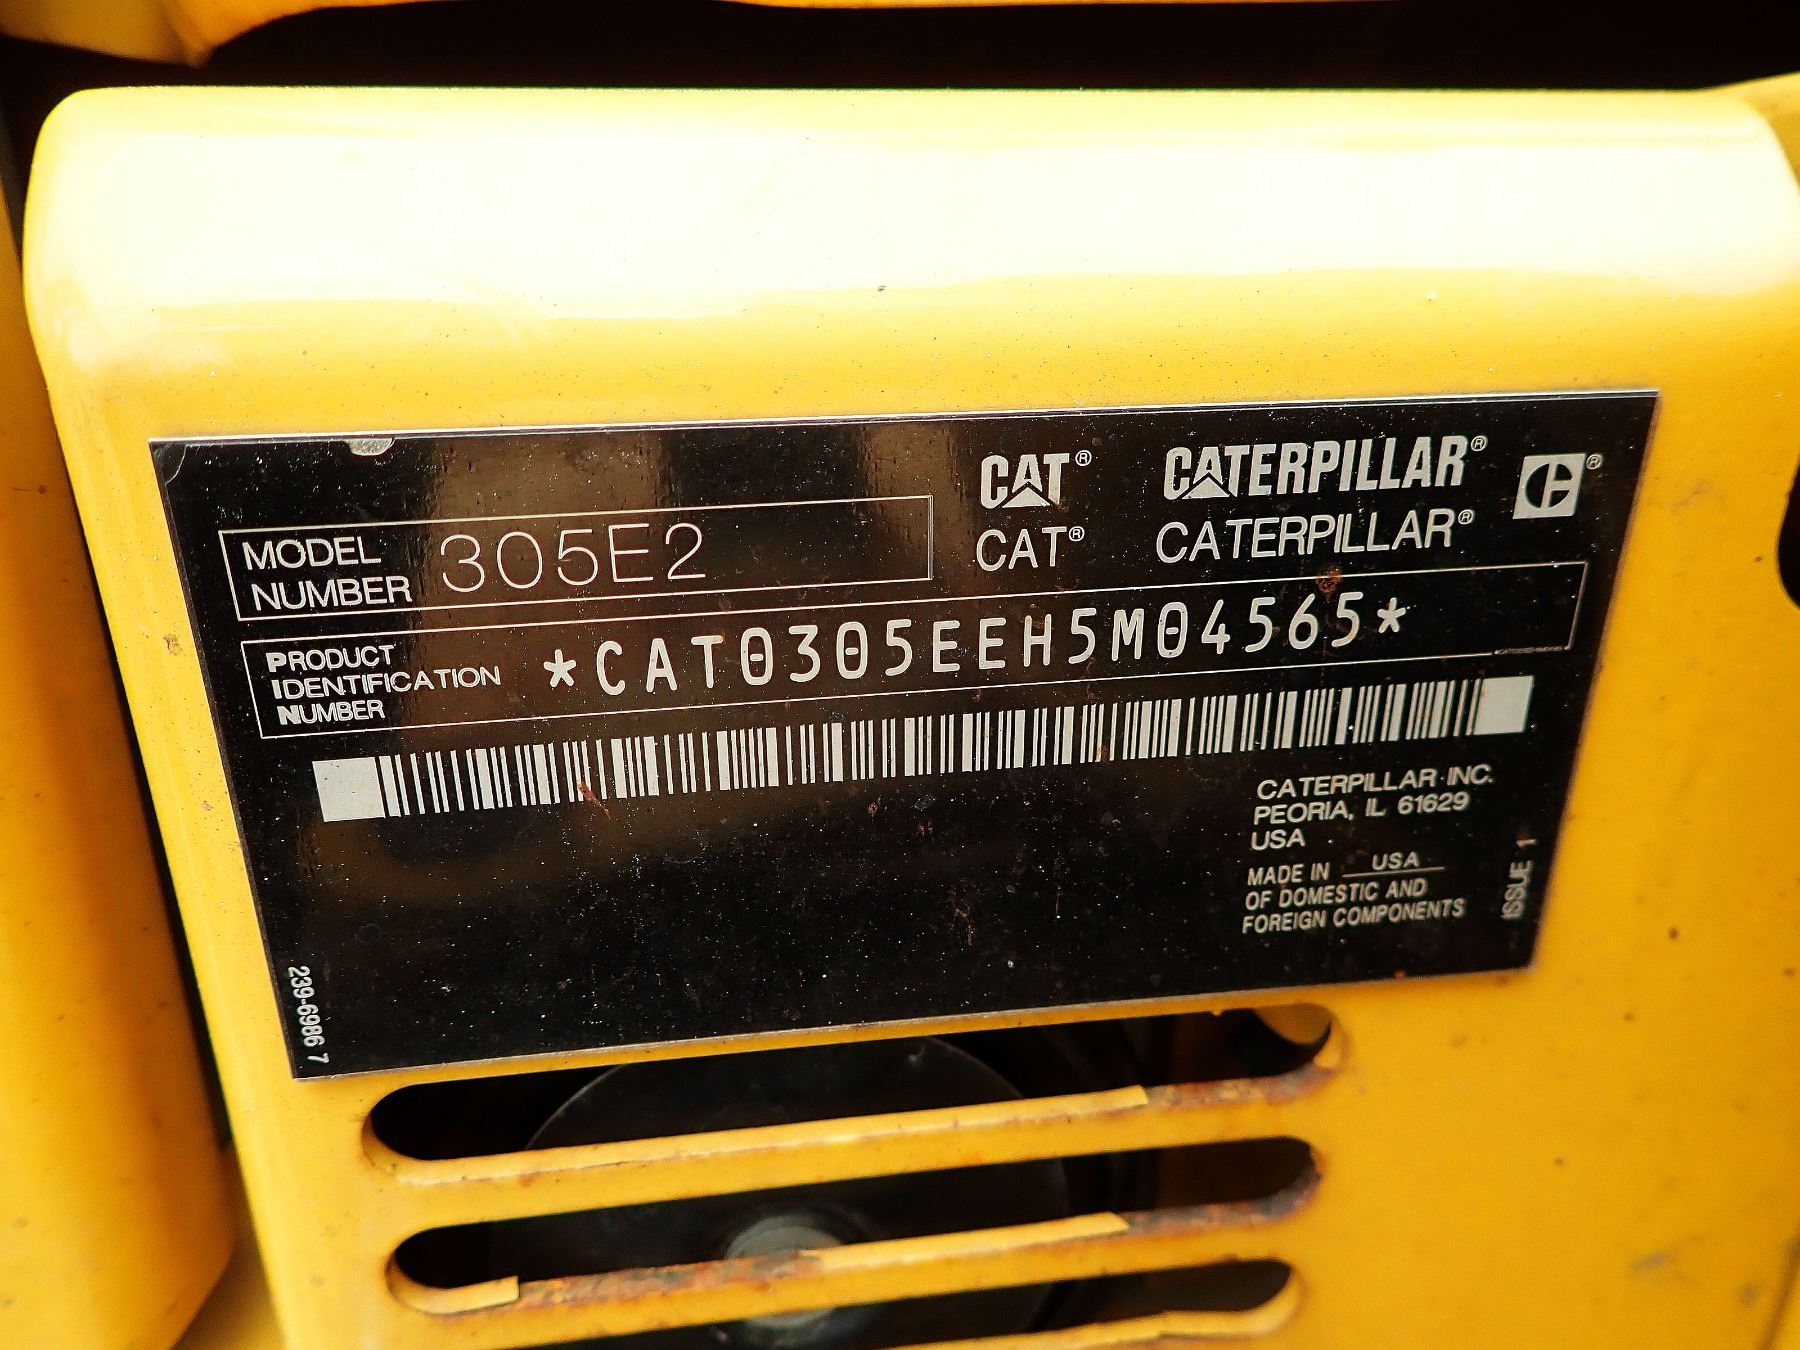 CAT® CATERPILLAR® ®
CAT® CATERPILLAR®
MODEL
NUMBER 305E2
PRODUCT
IDENTIFICATION
NUMBER
*CAT0305EEH5M04565*
CATERPILLAR INC.
PEORIA, IL 61629
USA
MADE IN USA
OF DOMESTIC AND
FOREIGN COMPONENTS
ISSUE 1
239-6986 7